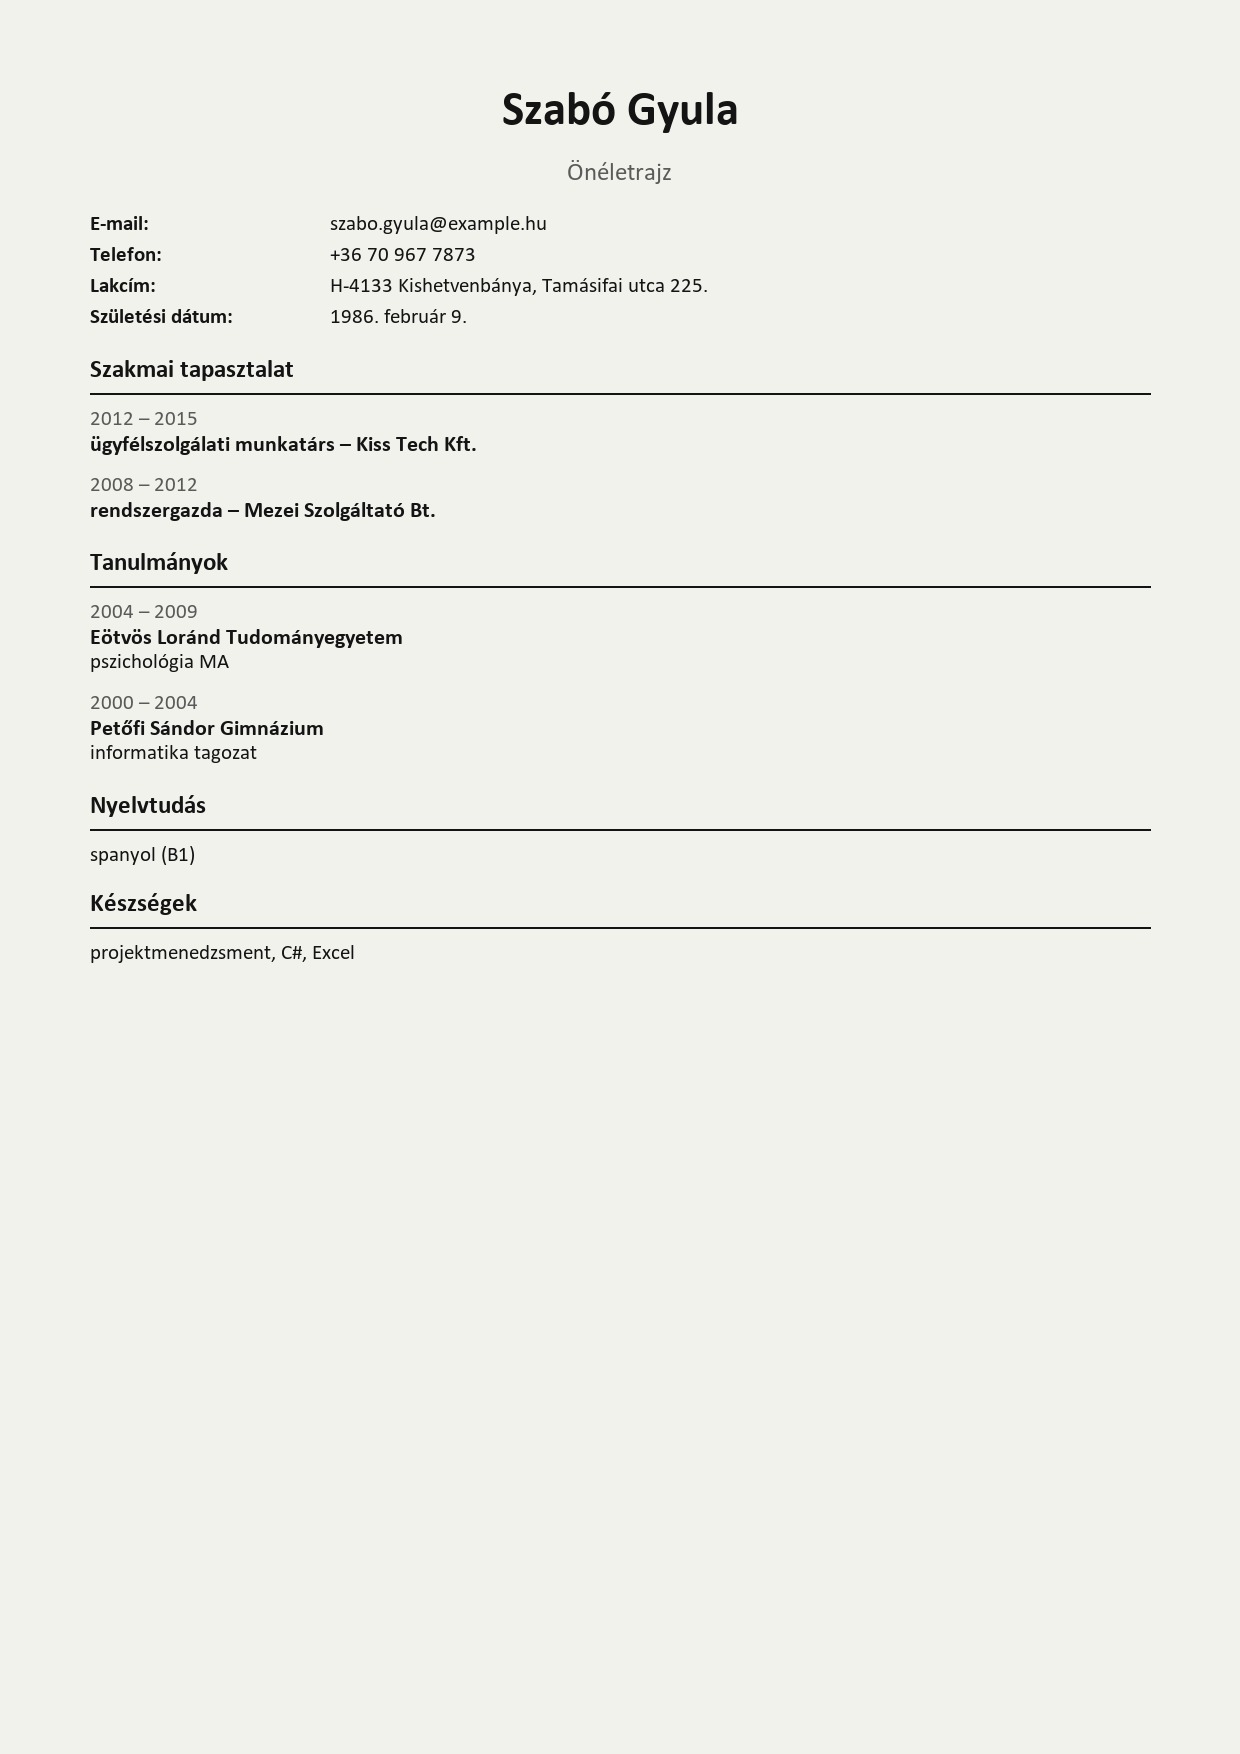 Szabó Gyula
Önéletrajz
E-mail: szabo.gyula@example.hu
Telefon: +36 70 967 7873
Lakcím: H-4133 Kishetvenbánya, Tamásifai utca 225.
Születési dátum: 1986. február 9.
Szakmai tapasztalat
2012 – 2015
ügyfélszolgálati munkatárs – Kiss Tech Kft.
2008 – 2012
rendszergazda – Mezei Szolgáltató Bt.
Tanulmányok
2004 – 2009
Eötvös Loránd Tudományegyetem
pszichológia MA
2000 – 2004
Petőfi Sándor Gimnázium
informatika tagozat
Nyelvtudás
spanyol (B1)
Készségek
projektmenedzsment, C#, Excel